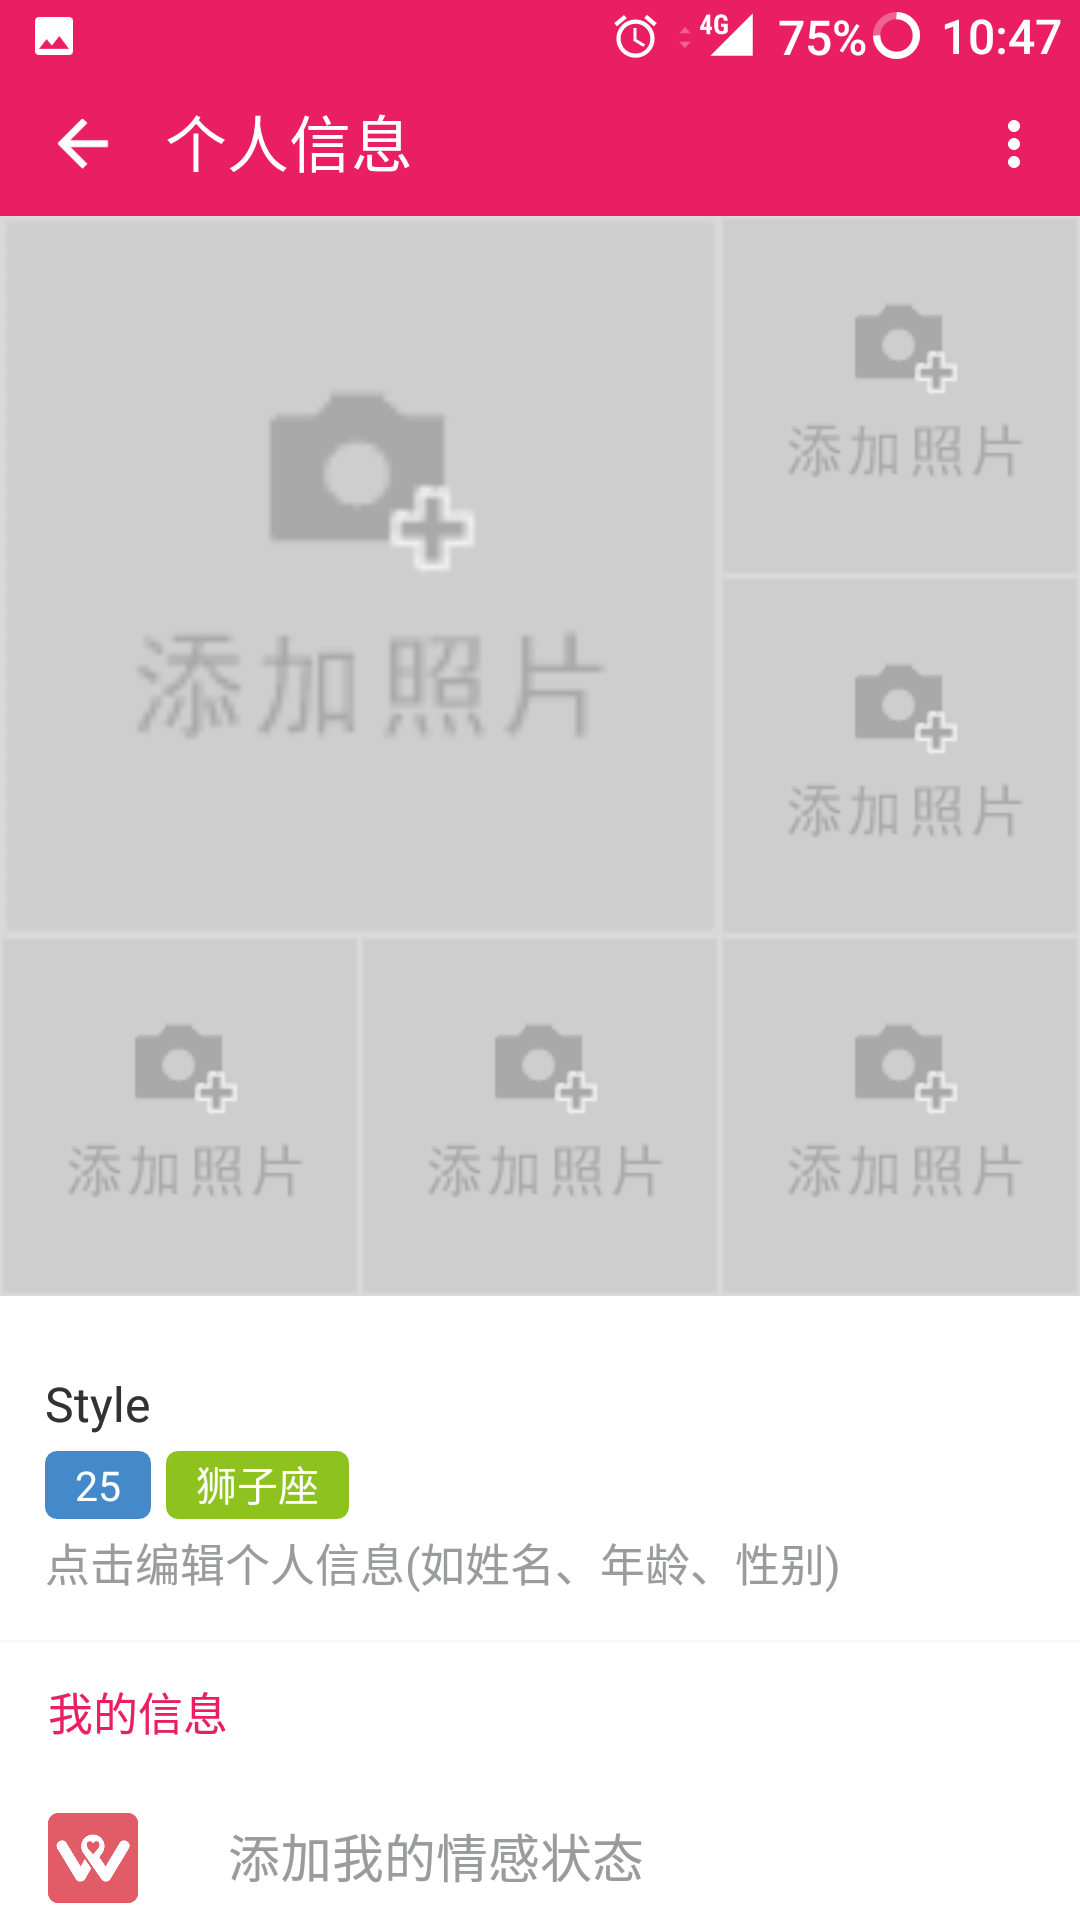 4G 75% 10:47
个人信息
添加照片
添加照片
添加照片
添加照片 添加照片 添加照片
Style
25 狮子座
点击编辑个人信息(如姓名、年龄、性别)
我的信息
添加我的情感状态